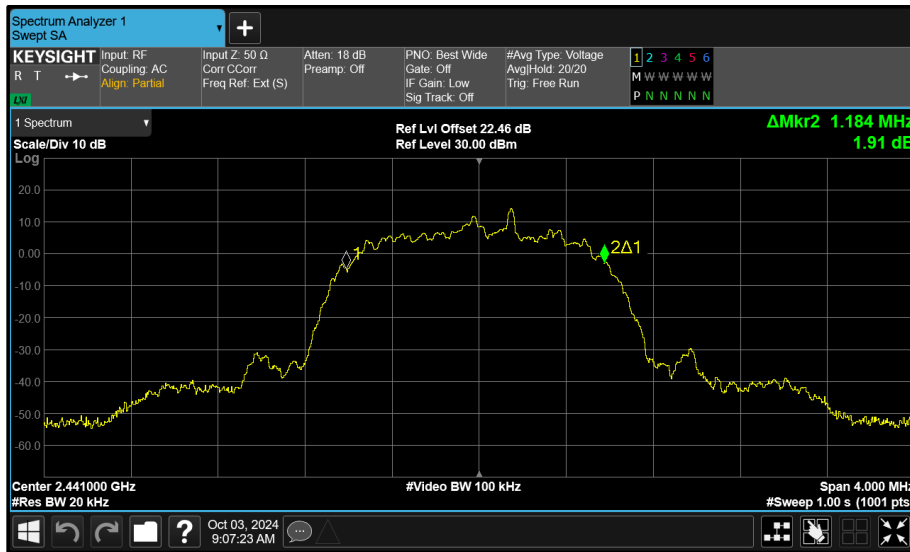 Spectrum Analyzer 1
Swept SA
KEYSIGHT
R T
LXI
Input: RF
Coupling: AC
Align: Partial
Input Z: 50 Ω
Corr CCorr
Freq Ref: Ext (S)
Atten: 18 dB
Preamp: Off
PNO: Best Wide
Gate: Off
IF Gain: Low
Sig Track: Off
#Avg Type: Voltage
Avg|Hold: 20/20
Trig: Free Run
1 2 3 4 5 6
M W W W W W
P N N N N N
1 Spectrum
Scale/Div 10 dB
Ref Lvl Offset 22.46 dB
Ref Level 30.00 dBm
ΔMkr2 1.184 MHz
1.91 dB
Log
20.0
10.0
0.00
-10.0
-20.0
-30.0
-40.0
-50.0
-60.0
1
2Δ1
Center 2.441000 GHz
#Video BW 100 kHz
Span 4.000 MHz
#Res BW 20 kHz
#Sweep 1.00 s (1001 pts
?
Oct 03, 2024
9:07:23 AM